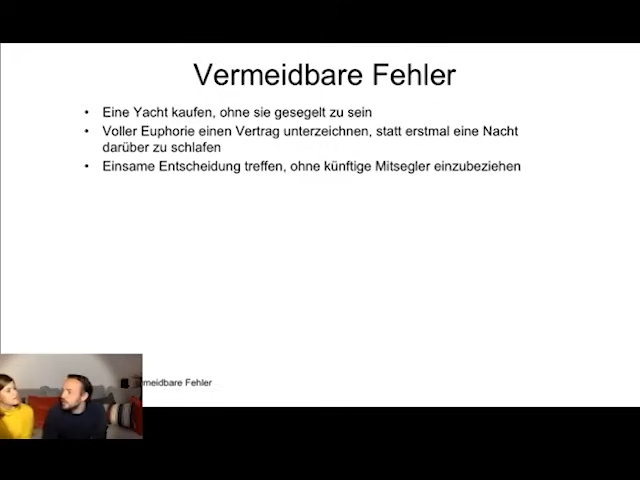 Vermeidbare Fehler
• Eine Yacht kaufen, ohne sie gesegelt zu sein
• Voller Euphorie einen Vertrag unterzeichnen, statt erstmal eine Nacht
darüber zu schlafen
• Einsame Entscheidung treffen, ohne künftige Mitsegler einzubeziehen
meidbare Fehler